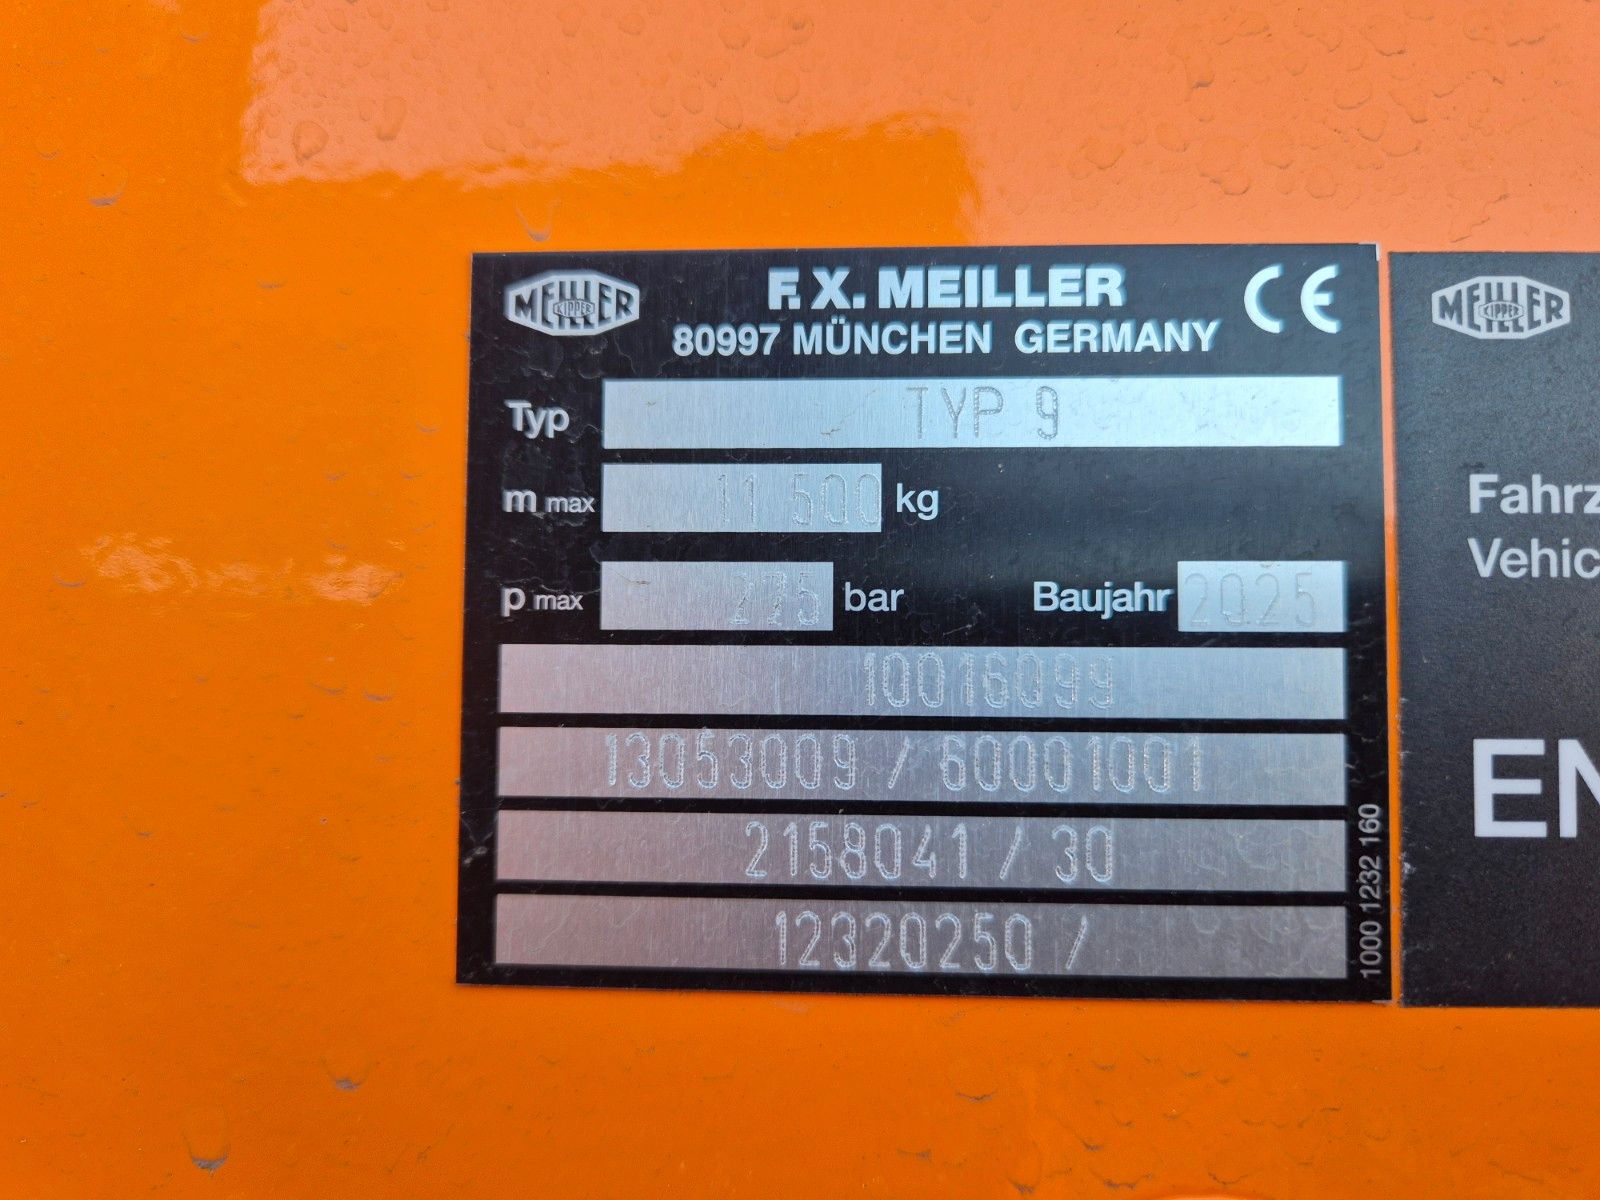 MEILLER
KIPPER
F.X. MEILLER
80997 MÜNCHEN GERMANY
CE
Typ TYP 9
m max 11 500 kg
p max 275 bar Baujahr 2025
10016099
13053009 / 60001001
2158041 / 30
12320250 /
1000 1232 160
MEILLER
KIPPER
Fahrz
Vehic
EN